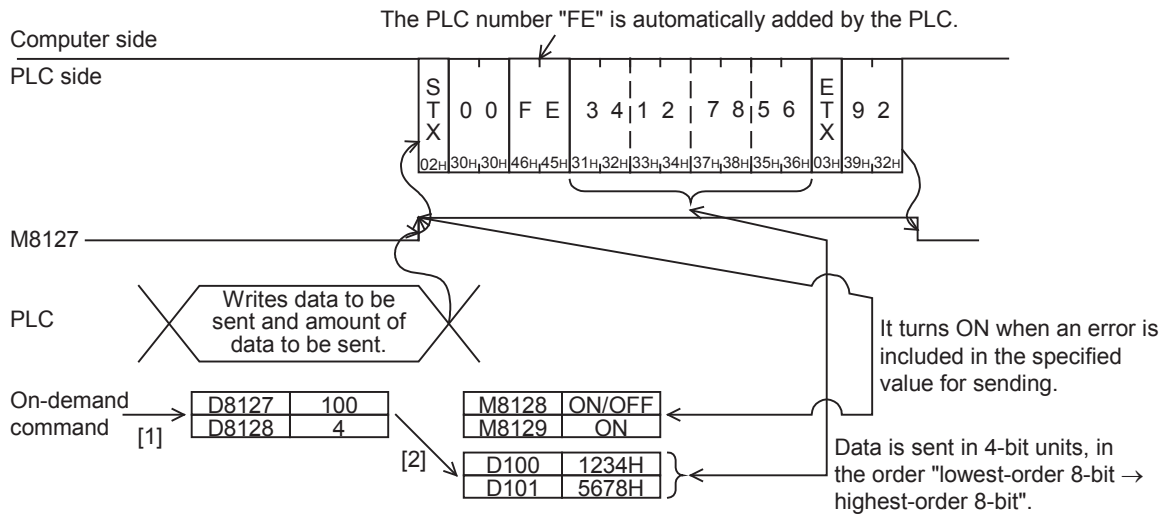 The PLC number "FE" is automatically added by the PLC.
Computer side
PLC side
STX 0 0 F E 3 4 1 2 7 8 5 6 ETX 9 2
02H 30H 30H 46H 45H 31H 32H 33H 34H 37H 38H 35H 36H 03H 39H 32H
M8127
PLC
Writes data to be
sent and amount of
data to be sent.
It turns ON when an error is
included in the specified
value for sending.
On-demand
command
[1]
D8127 100
D8128 4
[2]
M8128 ON/OFF
M8129 ON
D100 1234H
D101 5678H
Data is sent in 4-bit units, in
the order "lowest-order 8-bit →
highest-order 8-bit".